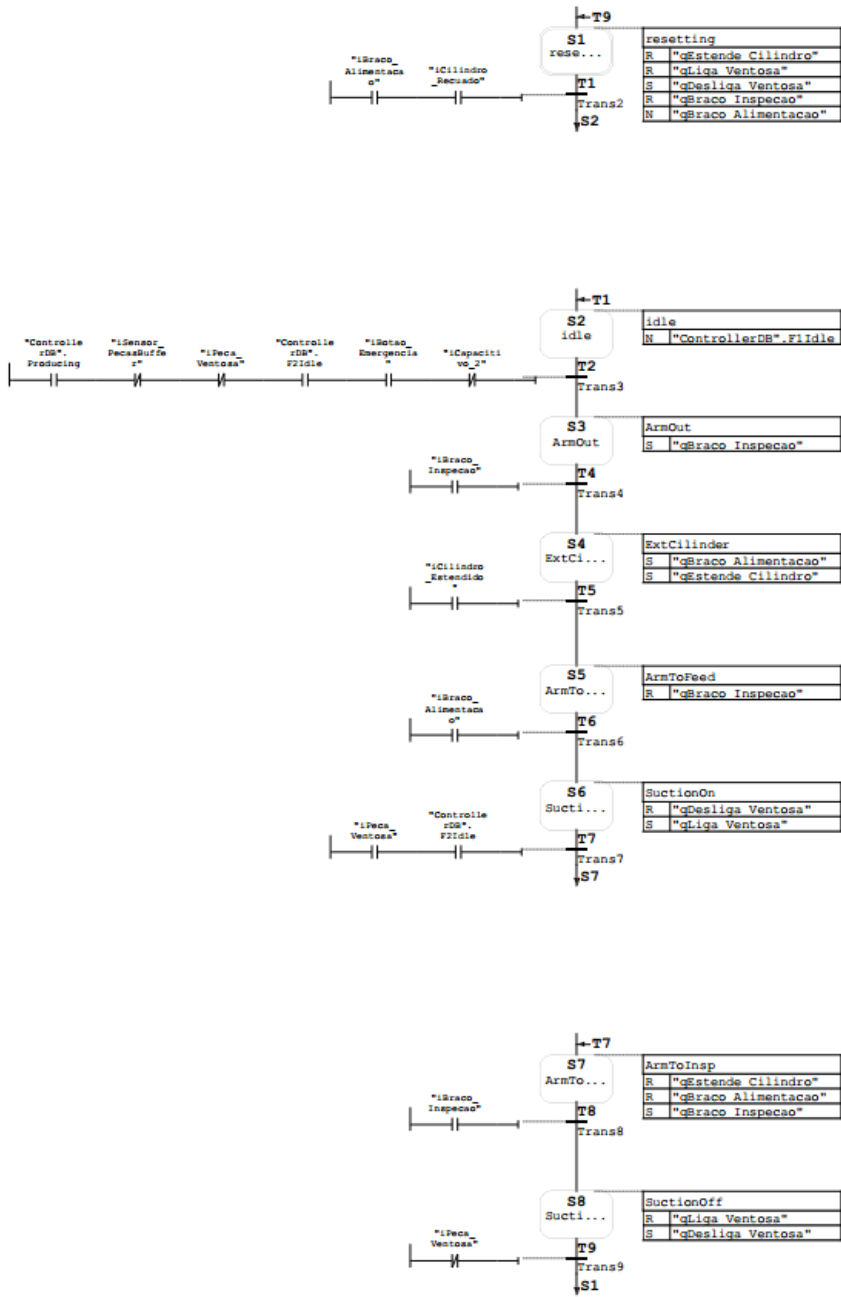 T9
S1
rese...
resetting
R "qEstende Cilindro"
R "qLiga Ventosa"
S "qDesliga Ventosa"
R "qBraco Inspecao"
N "qBraco Alimentacao"
"iBraco_
Alimentaca
o"
"iCilindro
_Recuado"
T1
Trans2
S2
T1
S2
idle
idle
N "ControllerDB".F1Idle
"Controlle
rDB".
Producing
"iSensor_
PecasBuffe
r"
"iPeca_
Ventosa"
"Controlle
rDB".
F2Idle
"iBotao_
Emergencia
"
"iCapaciti
vo_2"
T2
Trans3
S3
ArmOut
ArmOut
S "qBraco Inspecao"
"iBraco_
Inspecao"
T4
Trans4
S4
ExtCi...
ExtCilinder
S "qBraco Alimentacao"
S "qEstende Cilindro"
"iCilindro
_Estendido
"
T5
Trans5
S5
ArmTo...
ArmToFeed
R "qBraco Inspecao"
"iBraco_
Alimentaca
o"
T6
Trans6
S6
Sucti...
SuctionOn
R "qDesliga Ventosa"
S "qLiga Ventosa"
"iPeca_
Ventosa"
"Controlle
rDB".
F2Idle
T7
Trans7
S7
T7
S7
ArmTo...
ArmToInsp
R "qEstende Cilindro"
R "qBraco Alimentacao"
S "qBraco Inspecao"
"iBraco_
Inspecao"
T8
Trans8
S8
Sucti...
SuctionOff
R "qLiga Ventosa"
S "qDesliga Ventosa"
"iPeca_
Ventosa"
T9
Trans9
S1